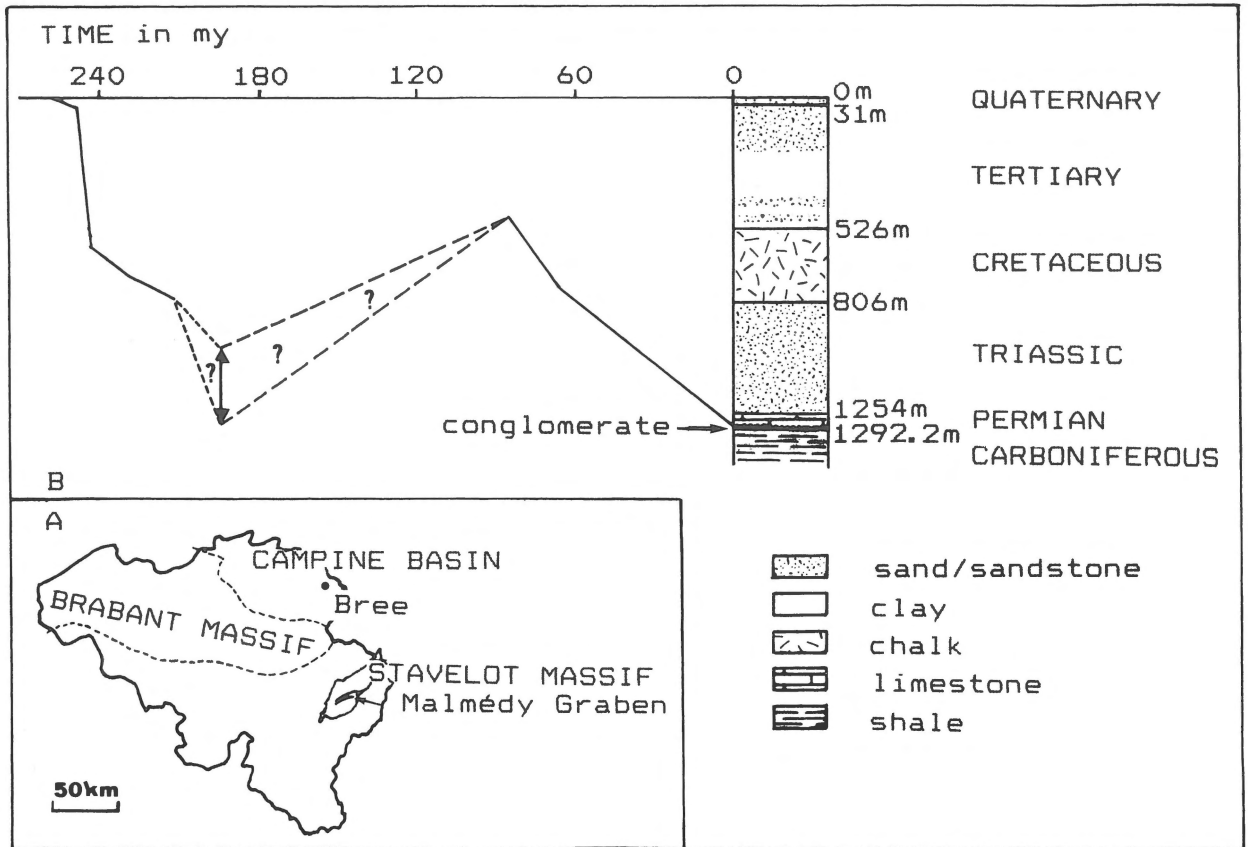 TIME in my
240 180 120 60 0
0m
31m
QUATERNARY
TERTIARY
526m
CRETACEOUS
806m
TRIASSIC
1254m
PERMIAN
conglomerate
1292.2m
CARBONIFEROUS
?
?
?
B
A
CAMPINE BASIN
Bree
BRABANT MASSIF
STAVELOT MASSIF
Malmédy Graben
50km
sand/sandstone
clay
chalk
limestone
shale